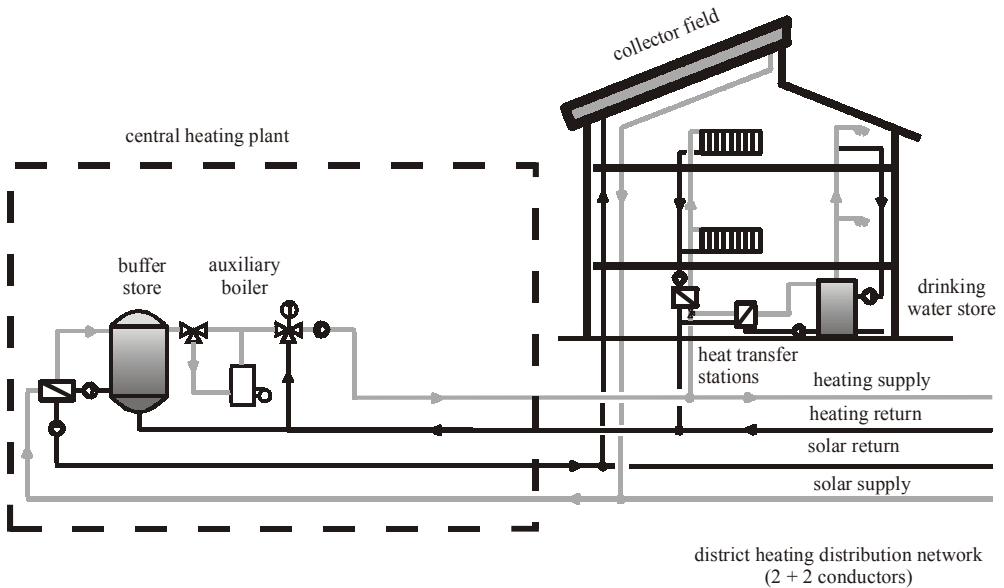 collector field
central heating plant
buffer
store
auxiliary
boiler
drinking
water store
heat transfer
stations
heating supply
heating return
solar return
solar supply
district heating distribution network
(2 + 2 conductors)